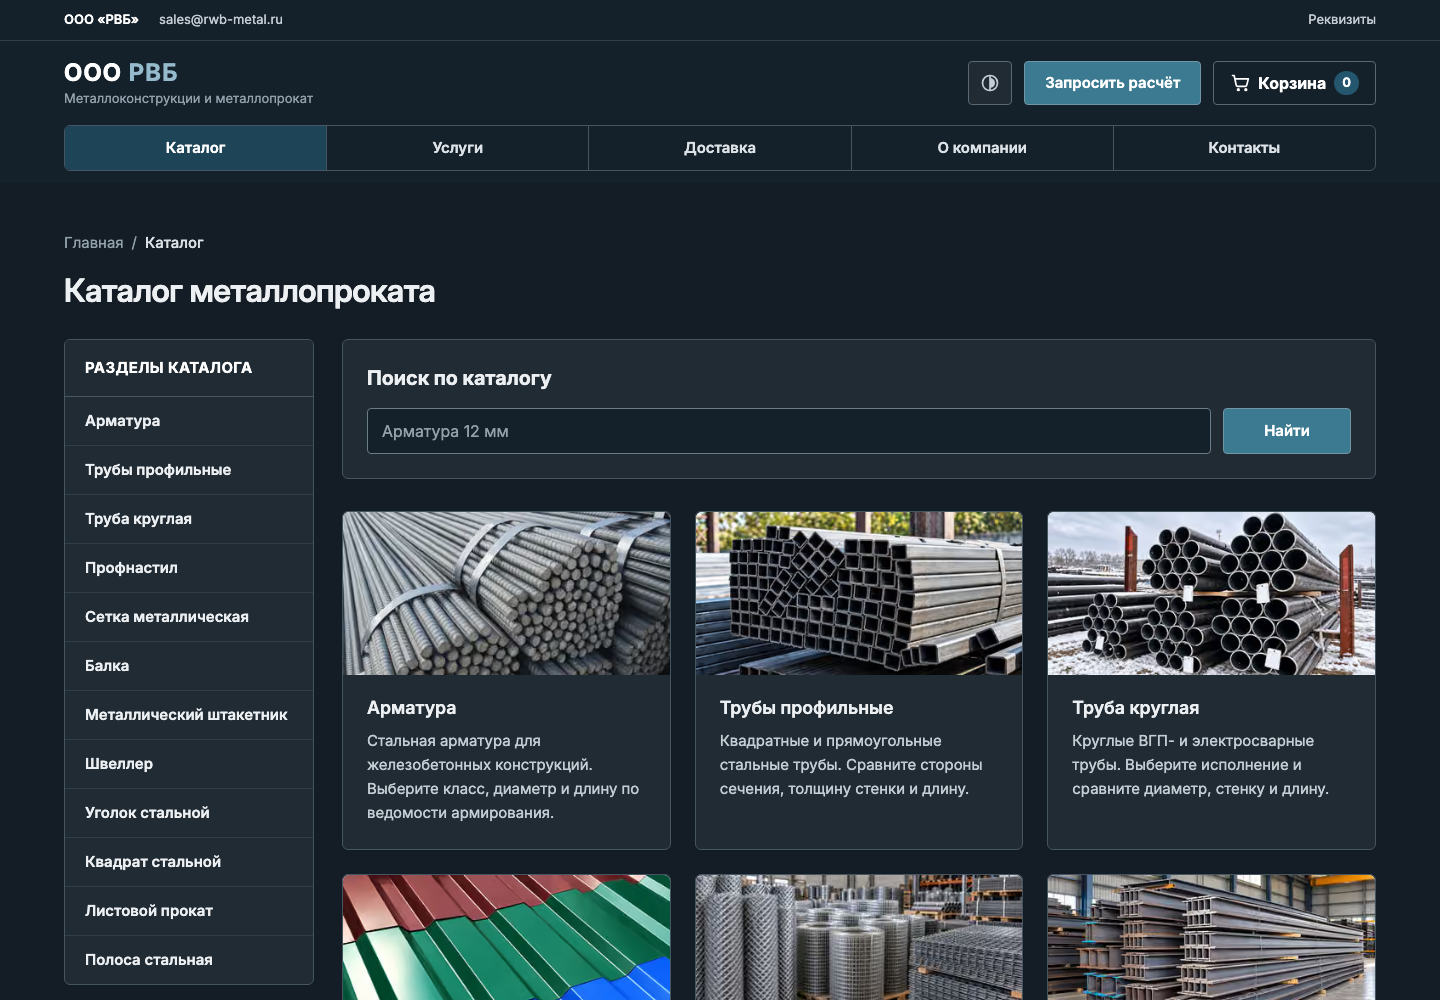 ООО «РВБ» sales@rwb-metal.ru Реквизиты
ООО РВБ
Металлоконструкции и металлопрокат
Запросить расчёт
Корзина 0
Каталог Услуги Доставка О компании Контакты
Главная / Каталог
Каталог металлопроката
РАЗДЕЛЫ КАТАЛОГА
Арматура
Трубы профильные
Труба круглая
Профнастил
Сетка металлическая
Балка
Металлический штакетник
Швеллер
Уголок стальной
Квадрат стальной
Листовой прокат
Полоса стальная
Поиск по каталогу
Арматура 12 мм
Найти
Арматура
Стальная арматура для
железобетонных конструкций.
Выберите класс, диаметр и длину по
ведомости армирования.
Трубы профильные
Квадратные и прямоугольные
стальные трубы. Сравните стороны
сечения, толщину стенки и длину.
Труба круглая
Круглые ВГП- и электросварные
трубы. Выберите исполнение и
сравните диаметр, стенку и длину.